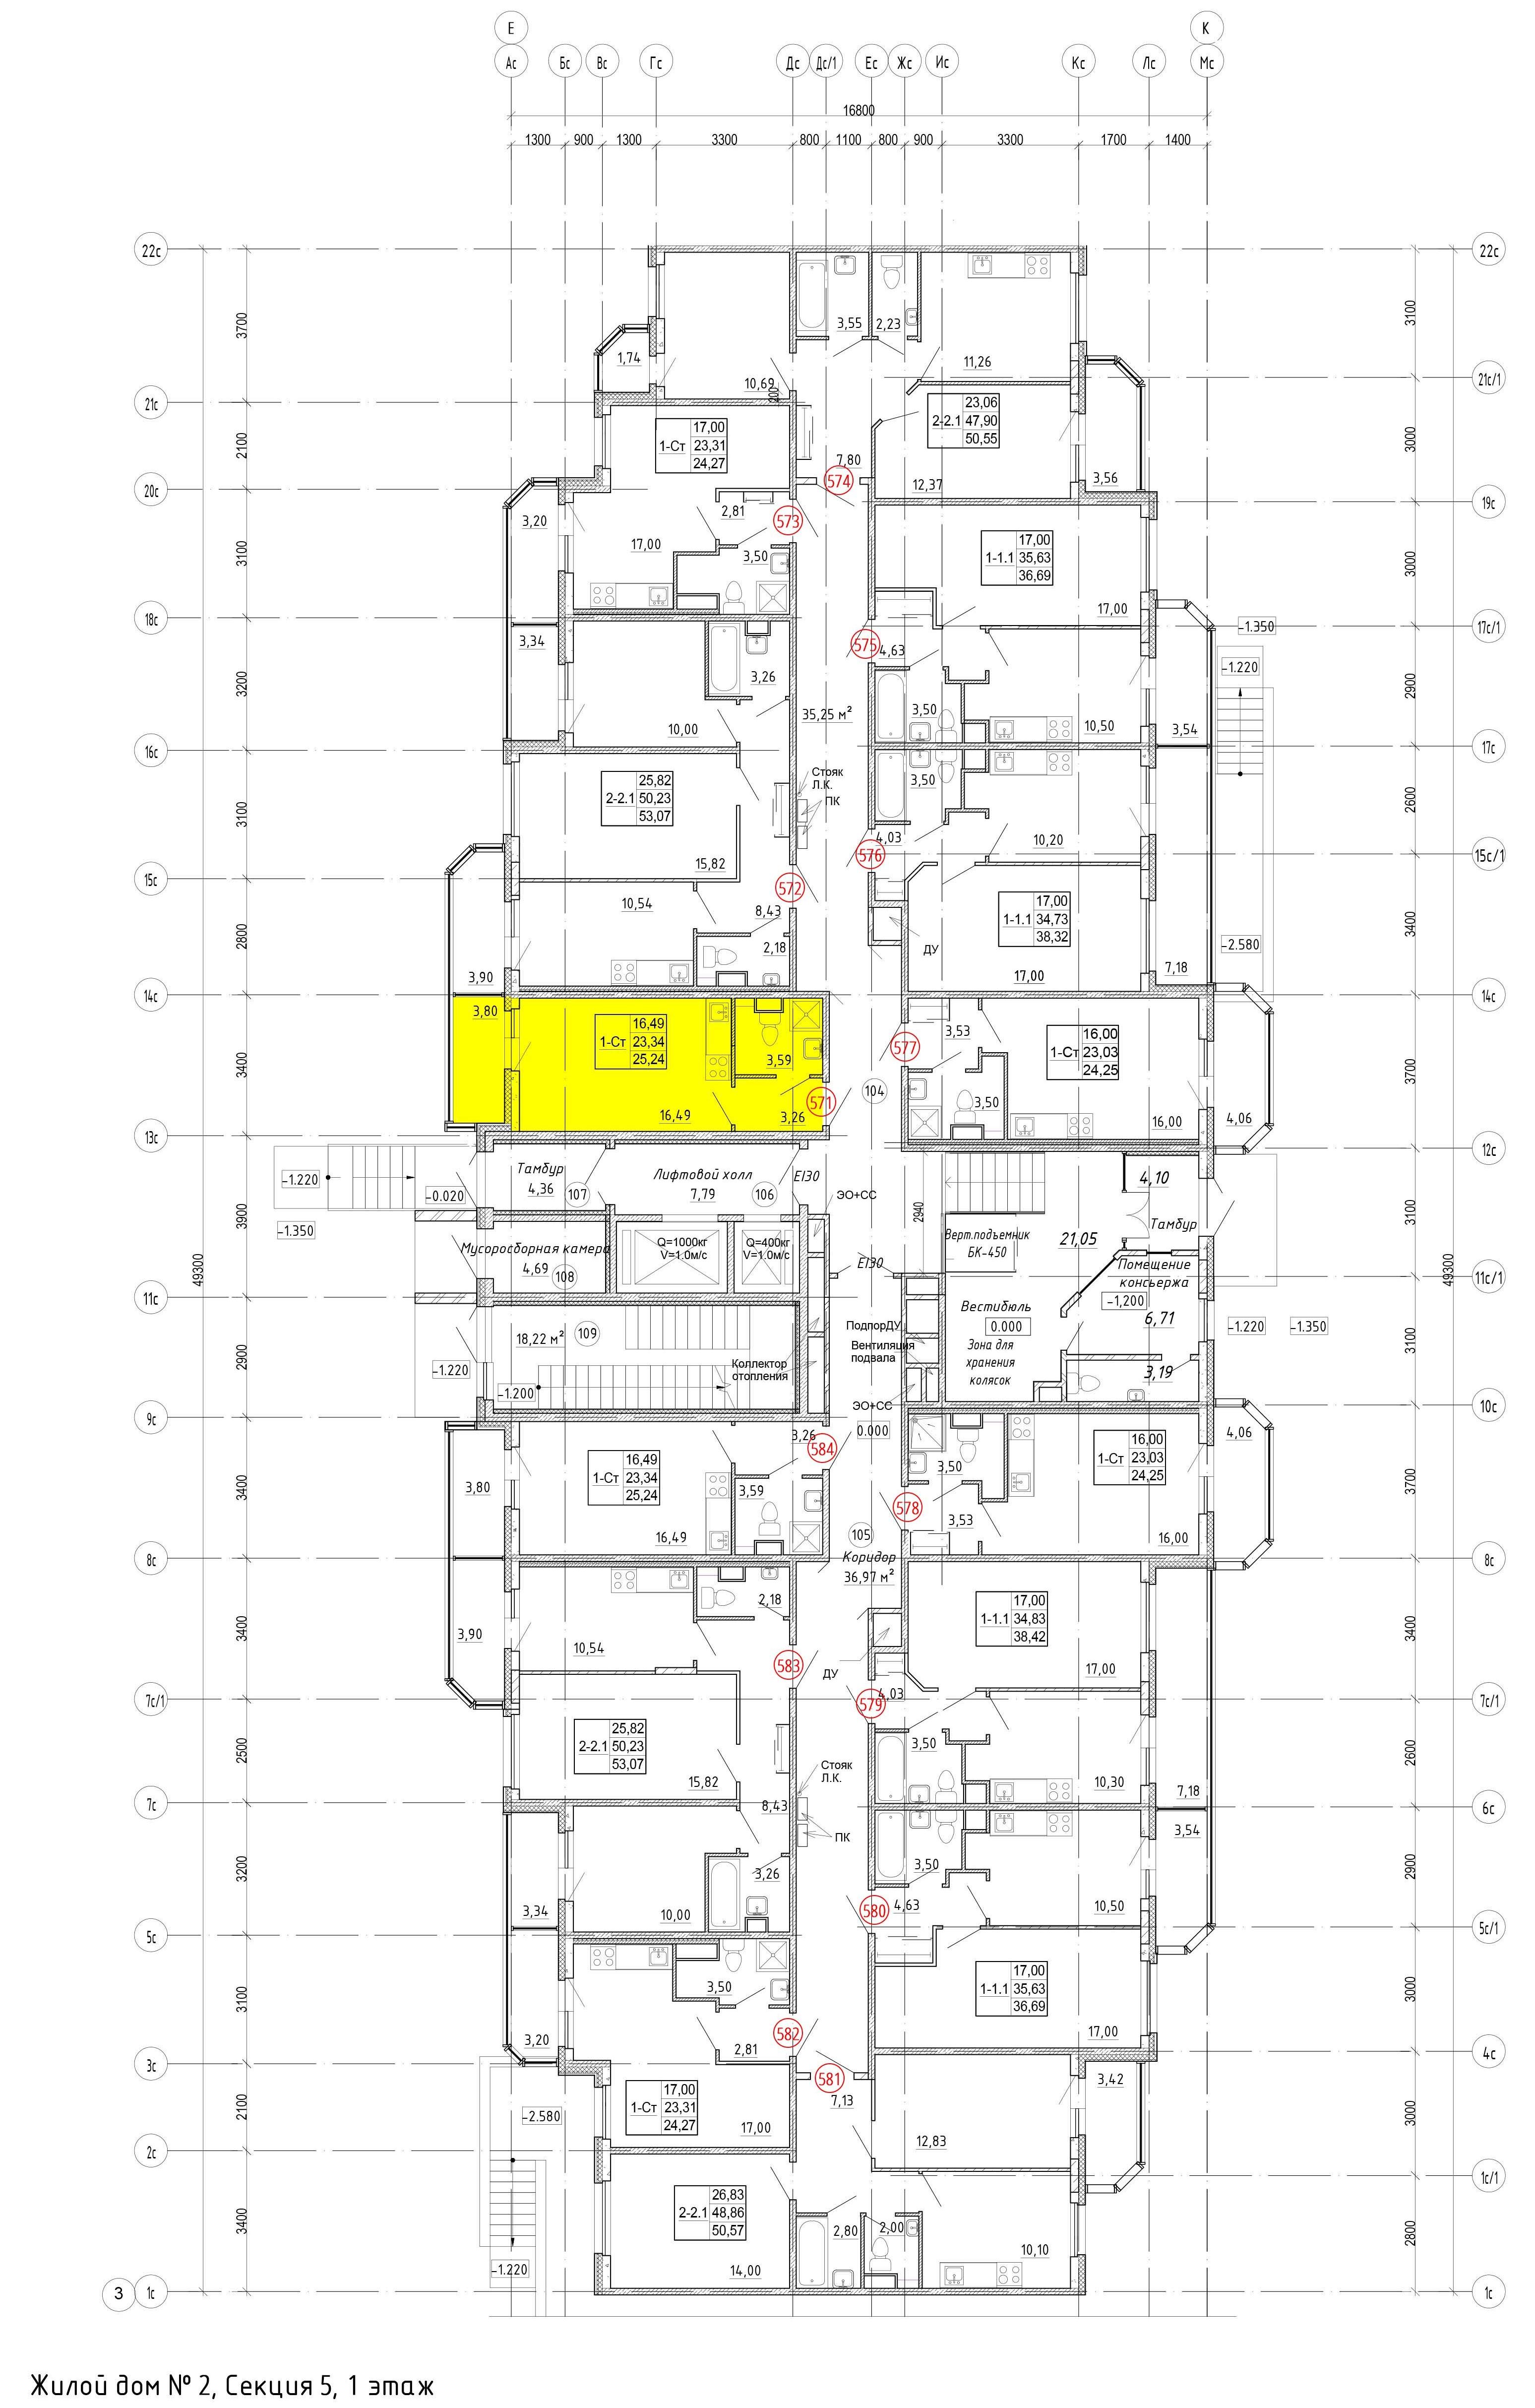 Е К
Ас Бс Вс Гс Дс Дс/1 Ес Жс Ис Кс Лс Мс
16800
1300 900 1300 3300 800 1100 800 900 3300 1700 1400
22с 22с
3700 3,55 2,23 3100
1,74 11,26
10,69 21с/1
21с 200
17,00 23,06
1-Ст 23,31 2-2.1 47,90
24,27 50,55
2100 3000
7,80
574 12,37 3,56
20с 19с
3,20 2,81 573
17,00 3,50
17,00
1-1.1 35,63
36,69
3100 3000
17,00
18с 17с/1
-1.350
3,34 575 4,63
3,26 -1.220
3200 2900
35,25 м²
10,00 3,50 10,50 3,54
16с 17с
25,82 Стояк
2-2.1 50,23 Л.К.
53,07 ПК
3,50
3100 2600
4,03 10,20
576 15с/1
15,82
15с 572
10,54 8,43
17,00
1-1.1 34,73
38,32
2800 2,18 ДУ 3400
-2.580
3,90 17,00 7,18
14с 14с
3,80
16,49 16,00
1-Ст 23,34 1-Ст 23,03
25,24 24,25
3,59 577 3,53
3400 104 3700
16,49 3,26 571 3,50 16,00 4,06
13с 12с
Тамбур Лифтовой холл EI30
4,36 107 7,79 106
-1.220 -0.020 ЭО+СС
4,10
2940 Тамбур
3900 3100
-1.350
Верт.подъемник
БК-450
21,05
Мусоросборная камера Q=1000кг Q=400кг
V=1.0м/с V=1.0м/с
4,69 108 EI30
Помещение
консьержа
-1,200
49300 49300
11с 11с/1
Вестибюль
0.000
6,71
18,22 м² 109 ПодпорДУ
Вентиляция
подвала
-1.220 -1.350
Зона для
хранения
колясок
2900 3100
-1.220 Коллектор
отопления
3,19
-1.200 ЭО+СС
9с 10с
3,26 584 0.000 4,06
16,49 16,00
1-Ст 23,34 1-Ст 23,03
25,24 24,25
3,80 3,59 3,50
3400 3700
578 3,53
16,49 105 16,00
8с Коридор 8с
36,97 м²
2,18
17,00
1-1.1 34,83
38,42
3400 3400
3,90 10,54
583 ДУ 17,00
4,03
7с/1 579 7с/1
25,82
2-2.1 50,23
53,07
3,50
2500 2600
Стояк
Л.К.
15,82 10,30 7,18
7с 8,43 6с
ПК 3,54
3,26 3,50
3200 2900
3,34 10,00 580 4,63 10,50
5с 5с/1
3,50
17,00
1-1.1 35,63
36,69
3100 3000
3,20 2,81 582 17,00
3с 4с
581 3,42
17,00
1-Ст 23,31
24,27
7,13
2100 -2.580 3000
17,00 12,83
2с 1с/1
26,83
2-2.1 48,86
50,57
3400 2,80 2,00 2800
-1.220 14,00 10,10
3 1с 1с
Жилой дом № 2, Секция 5, 1 этаж